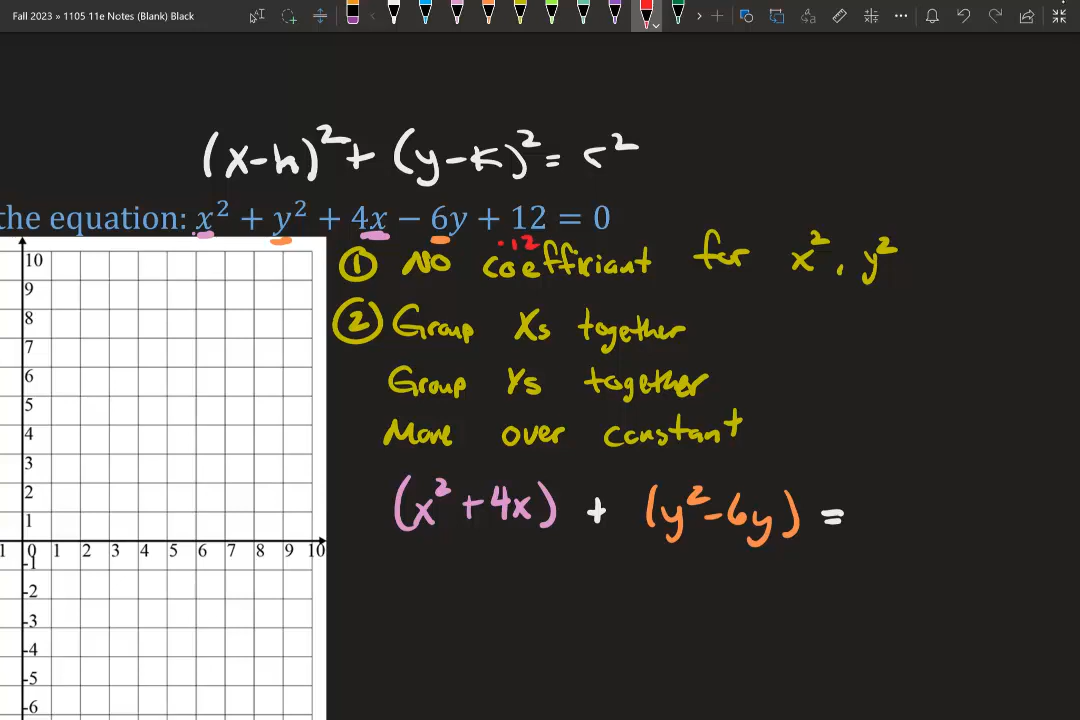 Fall 2023 » 1105 11e Notes (Blank) Black
(x-h)² + (y-k)² = r²
the equation: x² + y² + 4x − 6y + 12 = 0
-12
① No coefficiant for x², y²
② Group Xs together
Group Ys together
Move over constant
(x² + 4x) + (y² - 6y) =
10
9
8
7
6
5
4
3
2
1
1 0 1 2 3 4 5 6 7 8 9 10
-1
-2
-3
-4
-5
-6